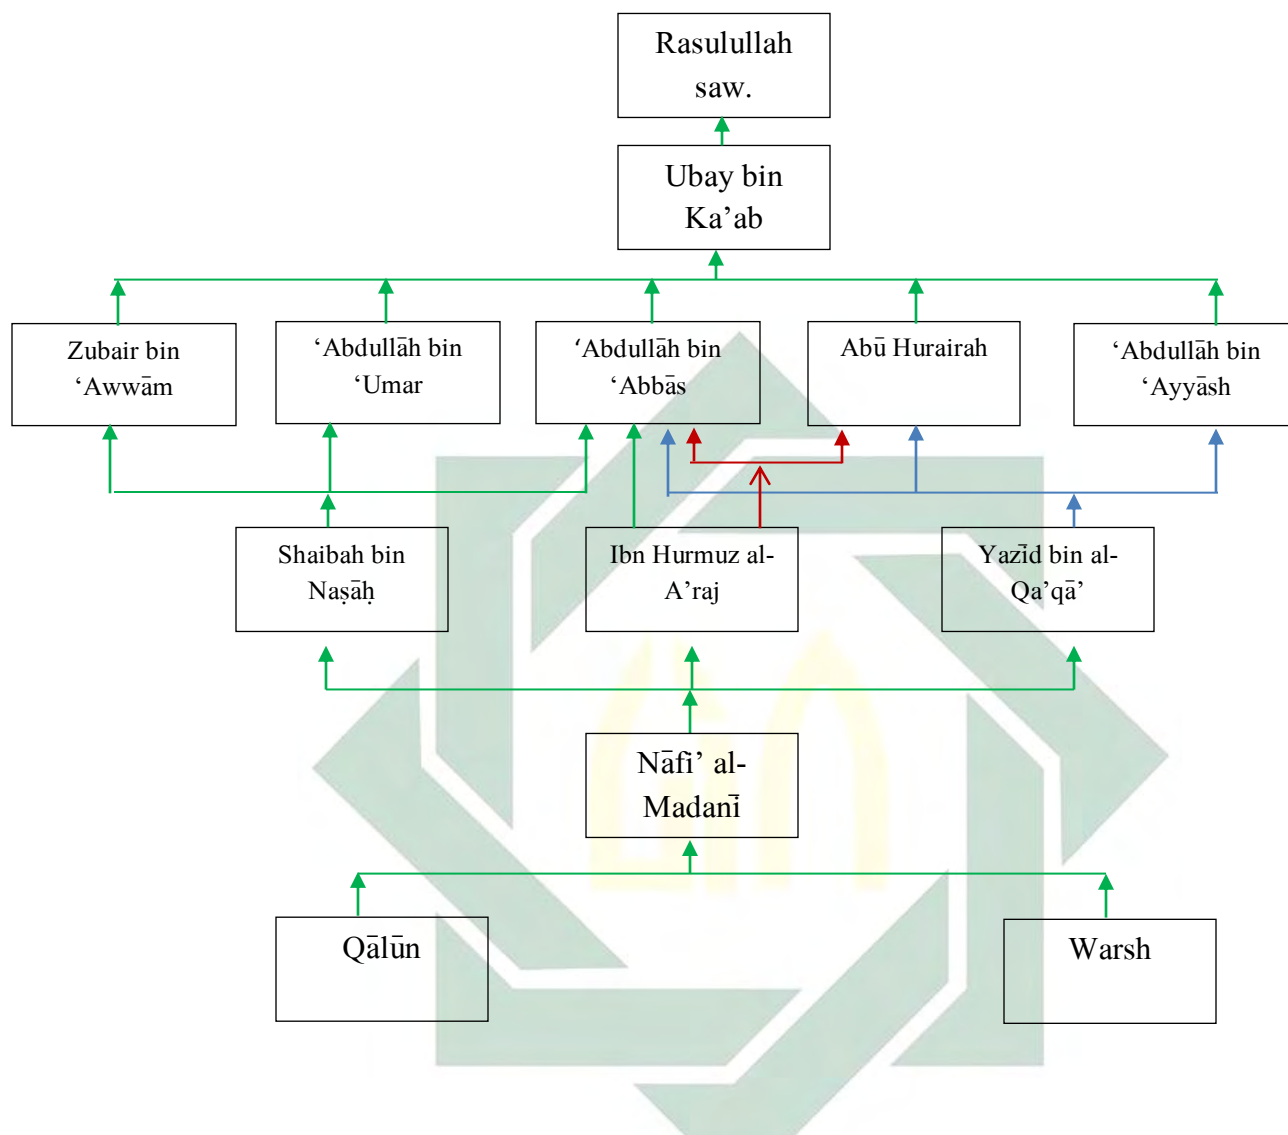 Rasulullah
saw.
Ubay bin
Ka’ab
Zubair bin
‘Awwām
‘Abdullāh bin
‘Umar
‘Abdullāh bin
‘Abbās
Abū Hurairah
‘Abdullāh bin
‘Ayyāsh
Shaibah bin
Naṣāḥ
Ibn Hurmuz al-
A’raj
Yazīd bin al-
Qa’qā’
Nāfi’ al-
Madanī
Qālūn
Warsh